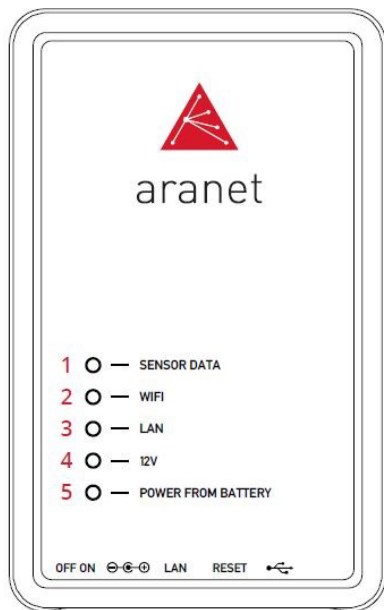 aranet
1 SENSOR DATA
2 WIFI
3 LAN
4 12V
5 POWER FROM BATTERY
OFF ON LAN RESET